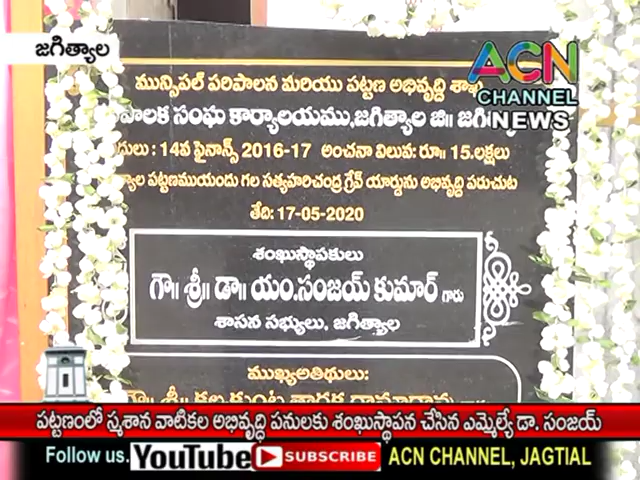 జగిత్యాల
ACN
CHANNEL
NEWS
మున్సిపల్ పరిపాలన మరియు పట్టణ అభివృద్ధి శాఖ
పాలక సంఘ కార్యాలయము,జగిత్యాల జి॥
: 14వ ఫైనాన్స్ 2016-17 అంచనా విలువ: రూ॥ 15.లక్షలు
పట్టణముయందు గల సత్యహరిచంద్ర గ్రేవ్ యార్డును అభివృద్ధి పరుచుట
తేది: 17-05-2020
శంఖుస్థాపకులు
గౌ॥ శ్రీ॥ డా॥ యం.సంజయ్ కుమార్ గారు
శాసన సభ్యులు, జగిత్యాల
ముఖ్యఅతిథులు:
పట్టణంలో స్మశాన వాటికల అభివృద్ధి పనులకు శంఖుస్థాపన చేసిన ఎమ్మెల్యే డా. సంజయ్
Follow us. YouTube SUBSCRIBE ACN CHANNEL, JAGTIAL